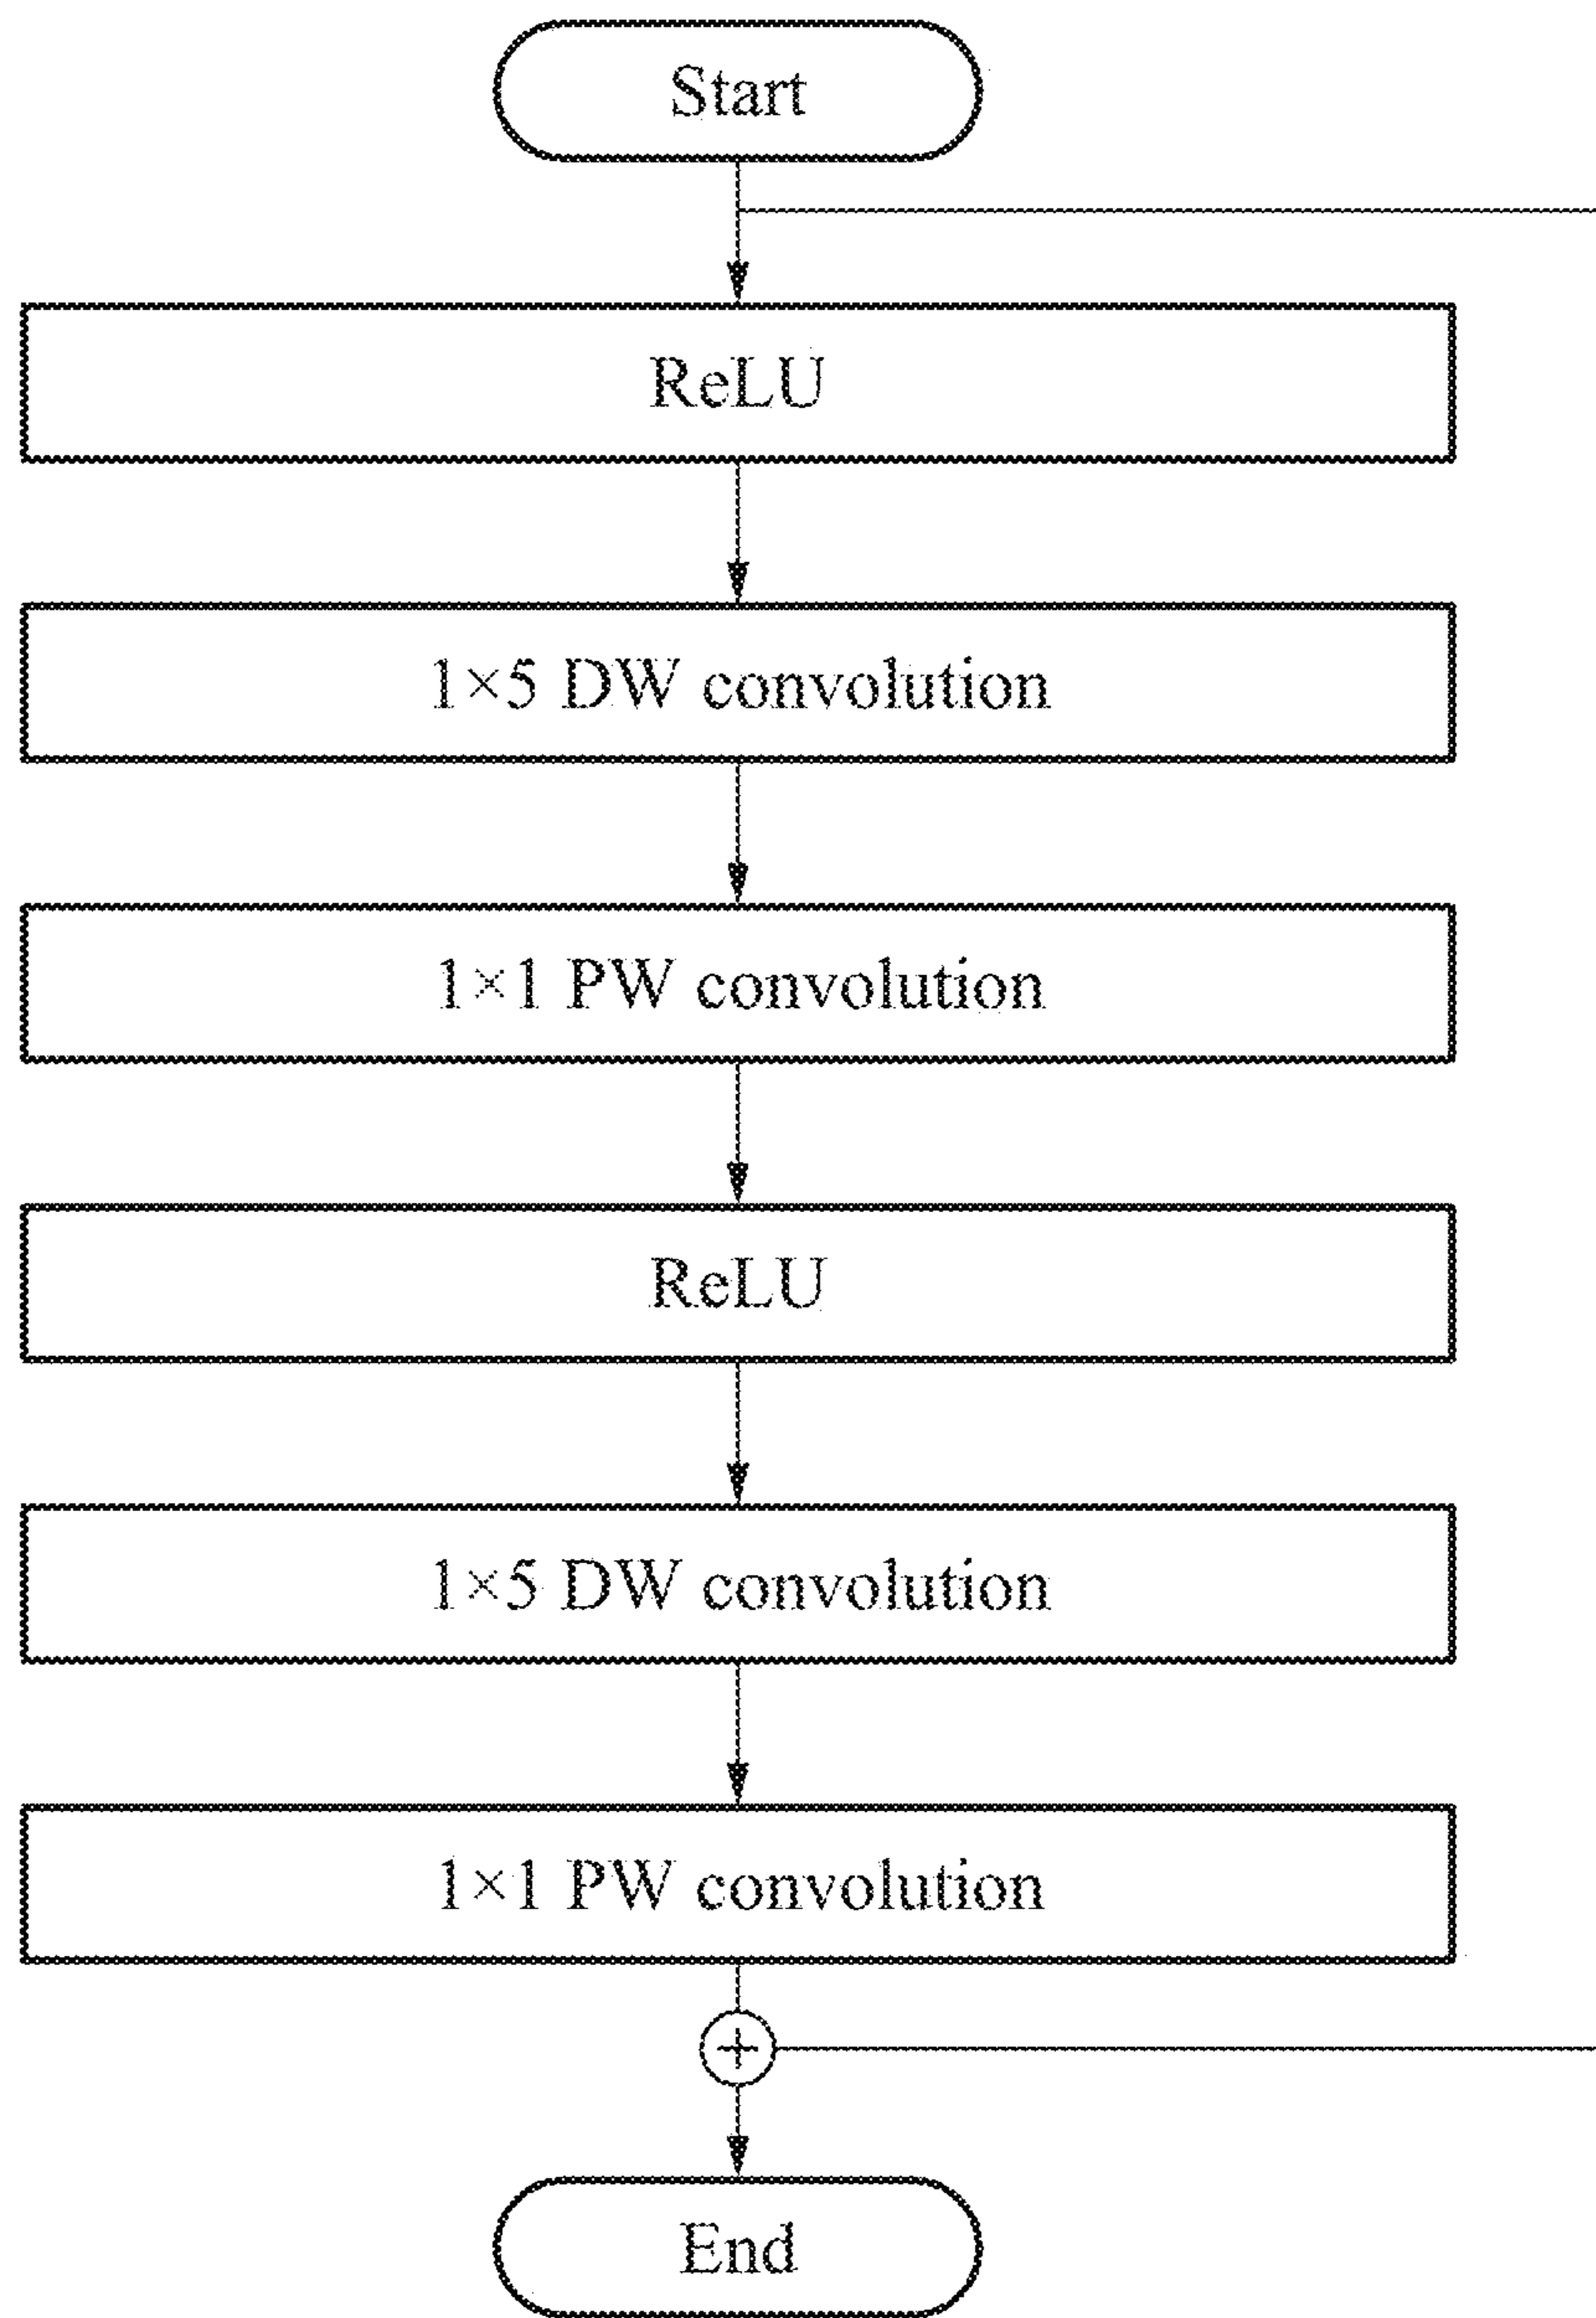 Start
ReLU
1×5 DW convolution
1×1 PW convolution
ReLU
1×5 DW convolution
1×1 PW convolution
+
End